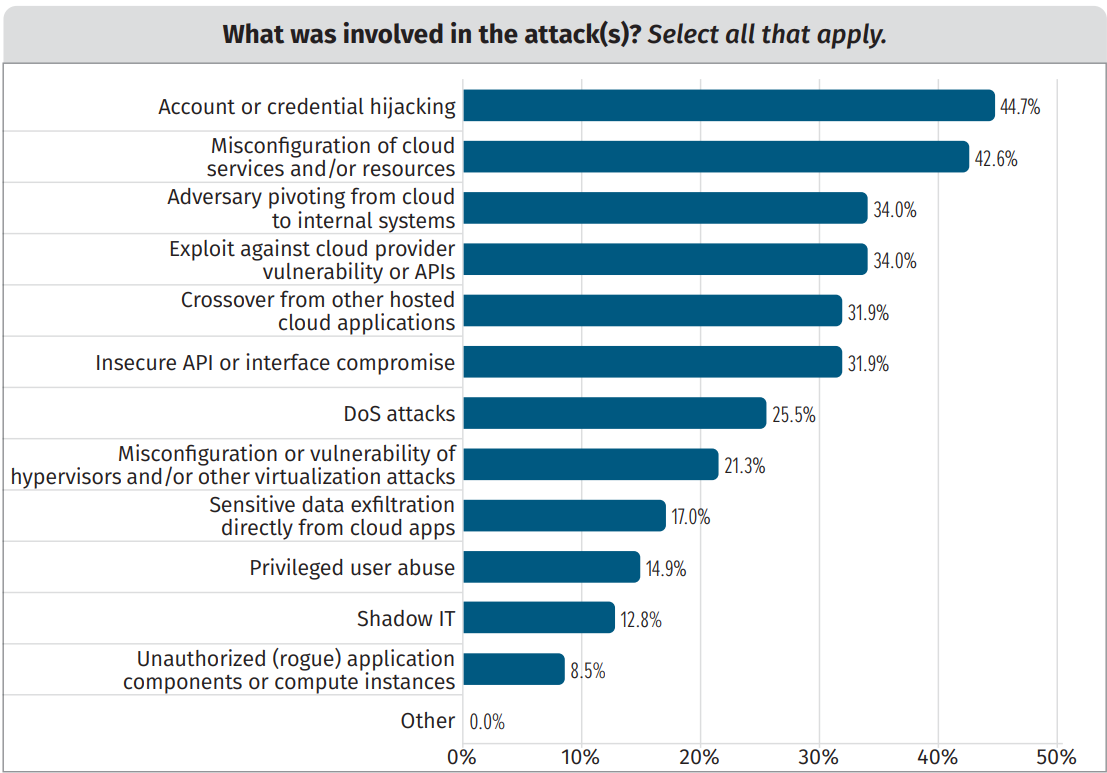 What was involved in the attack(s)? Select all that apply.
Account or credential hijacking 44.7%
Misconfiguration of cloud
services and/or resources 42.6%
Adversary pivoting from cloud
to internal systems 34.0%
Exploit against cloud provider
vulnerability or APIs 34.0%
Crossover from other hosted
cloud applications 31.9%
Insecure API or interface compromise 31.9%
DoS attacks 25.5%
Misconfiguration or vulnerability of
hypervisors and/or other virtualization attacks 21.3%
Sensitive data exfiltration
directly from cloud apps 17.0%
Privileged user abuse 14.9%
Shadow IT 12.8%
Unauthorized (rogue) application
components or compute instances 8.5%
Other 0.0%
0% 10% 20% 30% 40% 50%